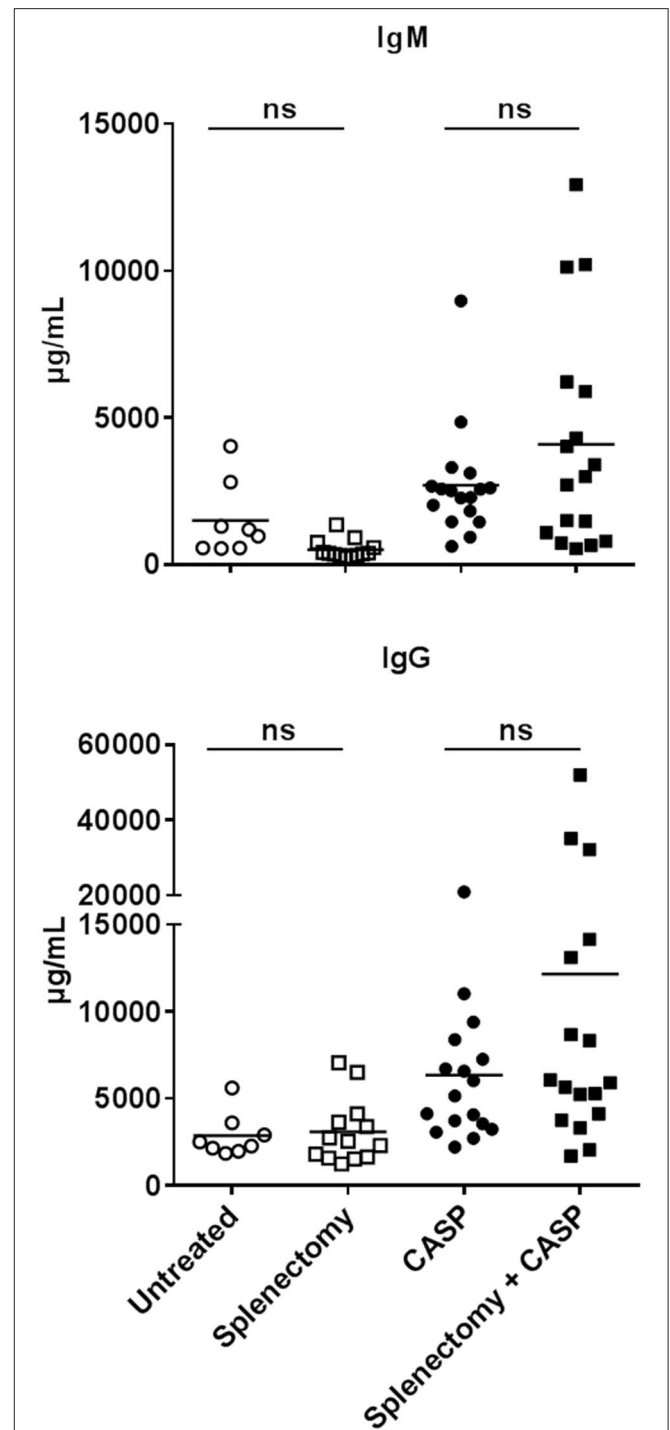 IgM
ns ns
15000
10000
5000
0
µg/mL
IgG
ns ns
60000
40000
20000
15000
10000
5000
0
µg/mL
Untreated
Splenectomy
CASP
Splenectomy + CASP